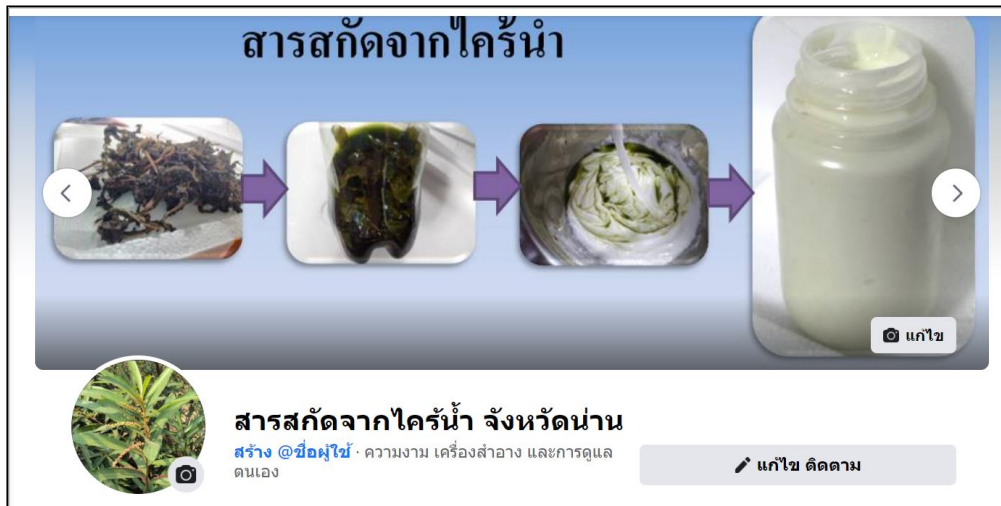 สารสกัดจากไคร้น้ำ
แก้ไข
สารสกัดจากไคร้น้ำ จังหวัดน่าน
สร้าง @ชื่อผู้ใช้ · ความงาม เครื่องสำอาง และการดูแล
ตนเอง
แก้ไข ติดตาม